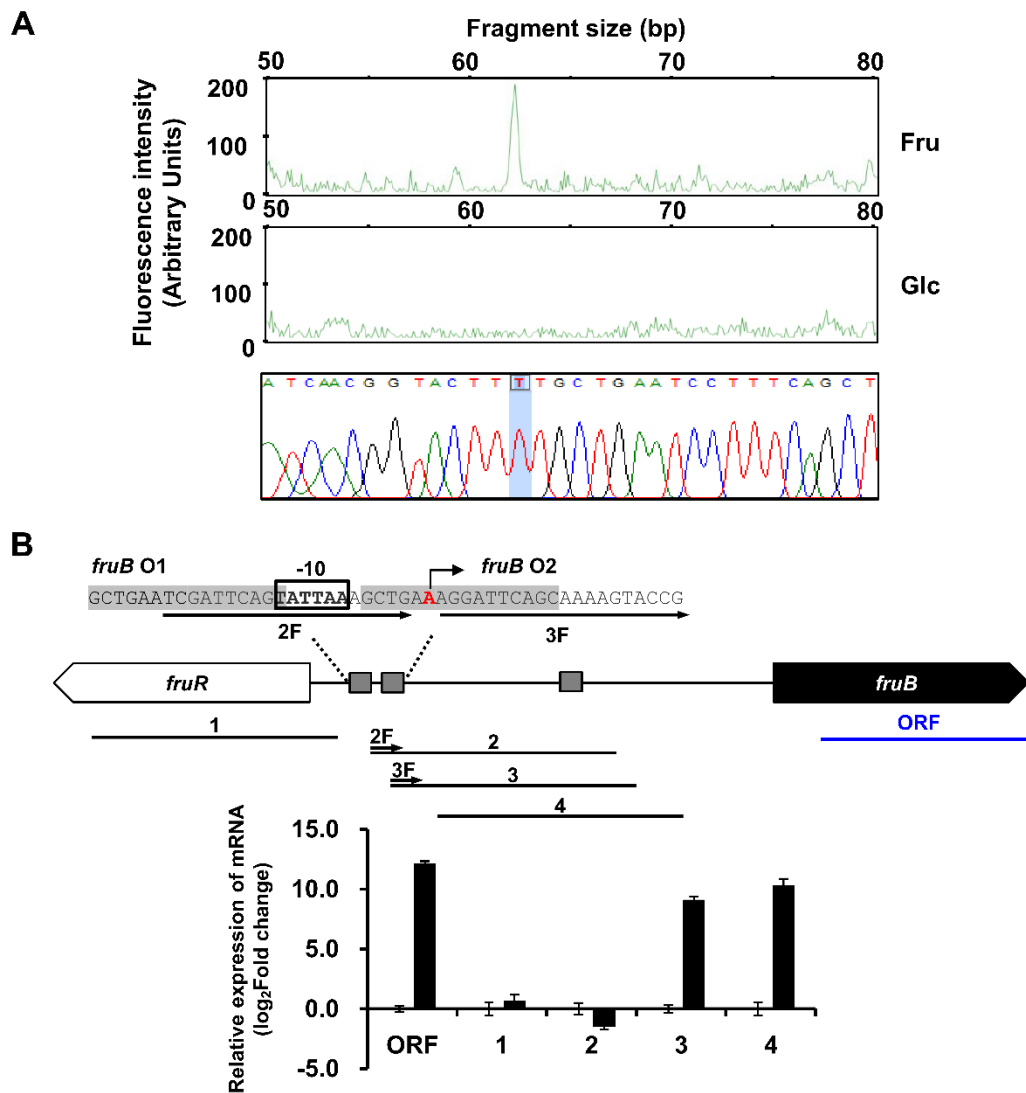 A
Fragment size (bp)
50 60 70 80
Fluorescence intensity
(Arbitrary Units)
200
100
0
Fru
50 60 70 80
200
100
0
Glc
A T C A A C G G T A C T T T T G C T G A A T C C T T T C A G C T
B
fruB O1 -10 fruB O2
GCTGAATCGATTCAGTATTAAAGCTGAAAGGATTCAGCAAAAGTACCG
2F 3F
fruR fruB
1 ORF
2F 2
3F 3
4
Relative expression of mRNA
(log₂Fold change)
15.0
10.0
5.0
0.0
-5.0
ORF 1 2 3 4